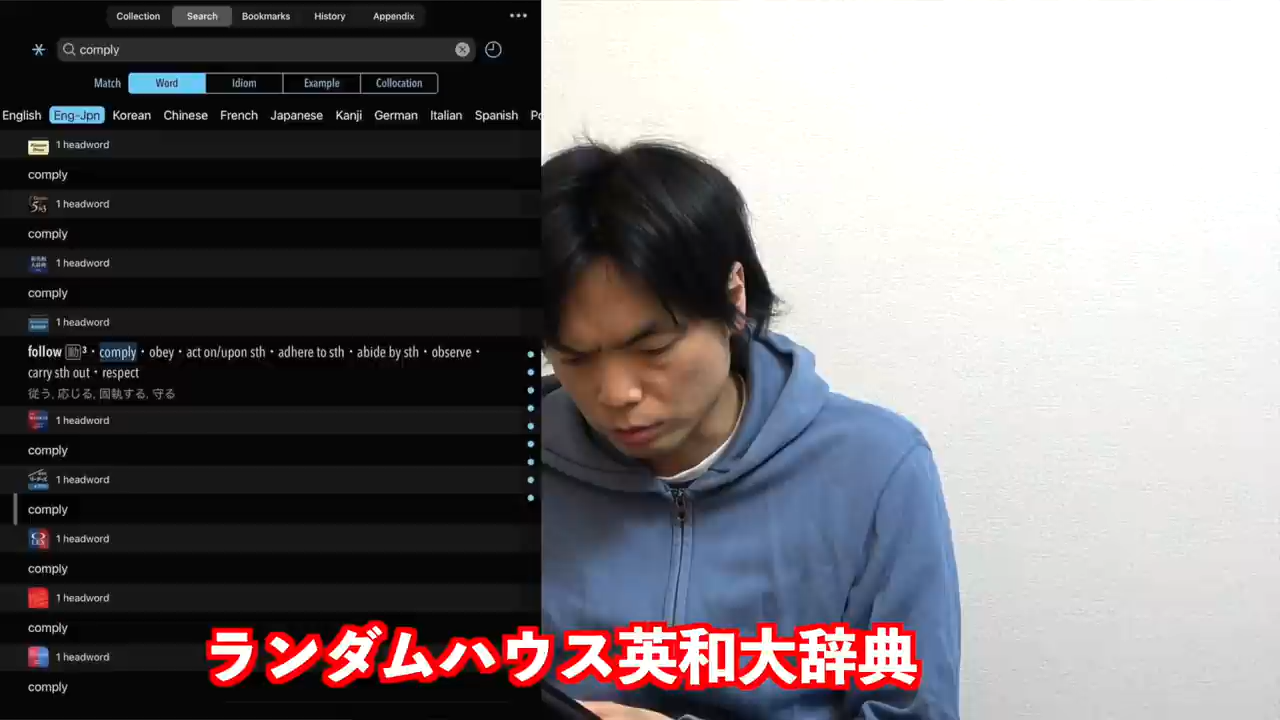 Collection Search Bookmarks History Appendix
comply
Match Word Idiom Example Collocation
English Eng-Jpn Korean Chinese French Japanese Kanji German Italian Spanish
1 headword
comply
1 headword
comply
1 headword
comply
1 headword
follow 動3・comply・obey・act on/upon sth・adhere to sth・abide by sth・observe・
carry sth out・respect
従う, 応じる, 固執する, 守る
1 headword
comply
1 headword
comply
1 headword
comply
1 headword
comply
1 headword
comply
ランダムハウス英和大辞典